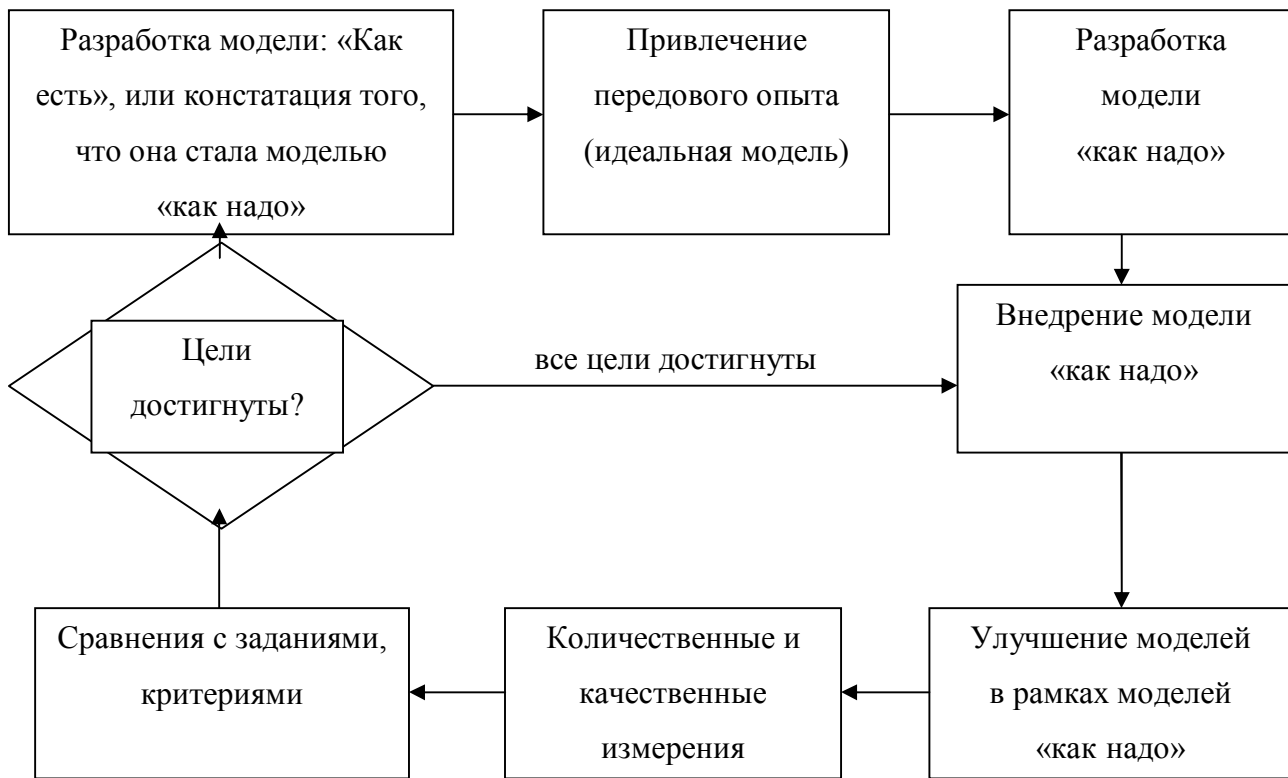 Разработка модели: «Как
есть», или констатация того,
что она стала моделью
«как надо»
Привлечение
передового опыта
(идеальная модель)
Разработка
модели
«как надо»
Цели
достигнуты?
все цели достигнуты
Внедрение модели
«как надо»
Сравнения с заданиями,
критериями
Количественные и
качественные
измерения
Улучшение моделей
в рамках моделей
«как надо»